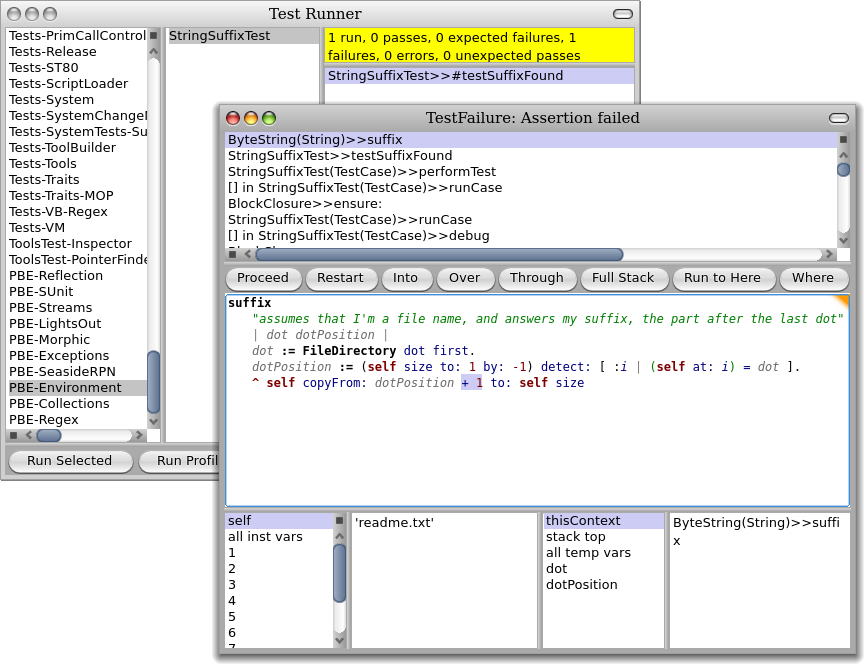 Test Runner
Tests-PrimCallControl
Tests-Release
Tests-ST80
Tests-ScriptLoader
Tests-System
Tests-SystemChange
Tests-SystemTests-Su
Tests-ToolBuilder
Tests-Tools
Tests-Traits
Tests-Traits-MOP
Tests-VB-Regex
Tests-VM
ToolsTest-Inspector
ToolsTest-PointerFinde
PBE-Reflection
PBE-SUnit
PBE-Streams
PBE-LightsOut
PBE-Morphic
PBE-Exceptions
PBE-SeasideRPN
PBE-Environment
PBE-Collections
PBE-Regex
Run Selected
Run Profil
StringSuffixTest
1 run, 0 passes, 0 expected failures, 1
failures, 0 errors, 0 unexpected passes
StringSuffixTest>>#testSuffixFound
TestFailure: Assertion failed
ByteString(String)>>suffix
StringSuffixTest>>testSuffixFound
StringSuffixTest(TestCase)>>performTest
[] in StringSuffixTest(TestCase)>>runCase
BlockClosure>>ensure:
StringSuffixTest(TestCase)>>runCase
[] in StringSuffixTest(TestCase)>>debug
Proceed Restart Into Over Through Full Stack Run to Here Where
suffix
"assumes that I'm a file name, and answers my suffix, the part after the last dot"
| dot dotPosition |
dot := FileDirectory dot first.
dotPosition := (self size to: 1 by: -1) detect: [ :i | (self at: i) = dot ].
^ self copyFrom: dotPosition + 1 to: self size
self
all inst vars
1
2
3
4
5
6
7
'readme.txt'
thisContext
stack top
all temp vars
dot
dotPosition
ByteString(String)>>suffi
x